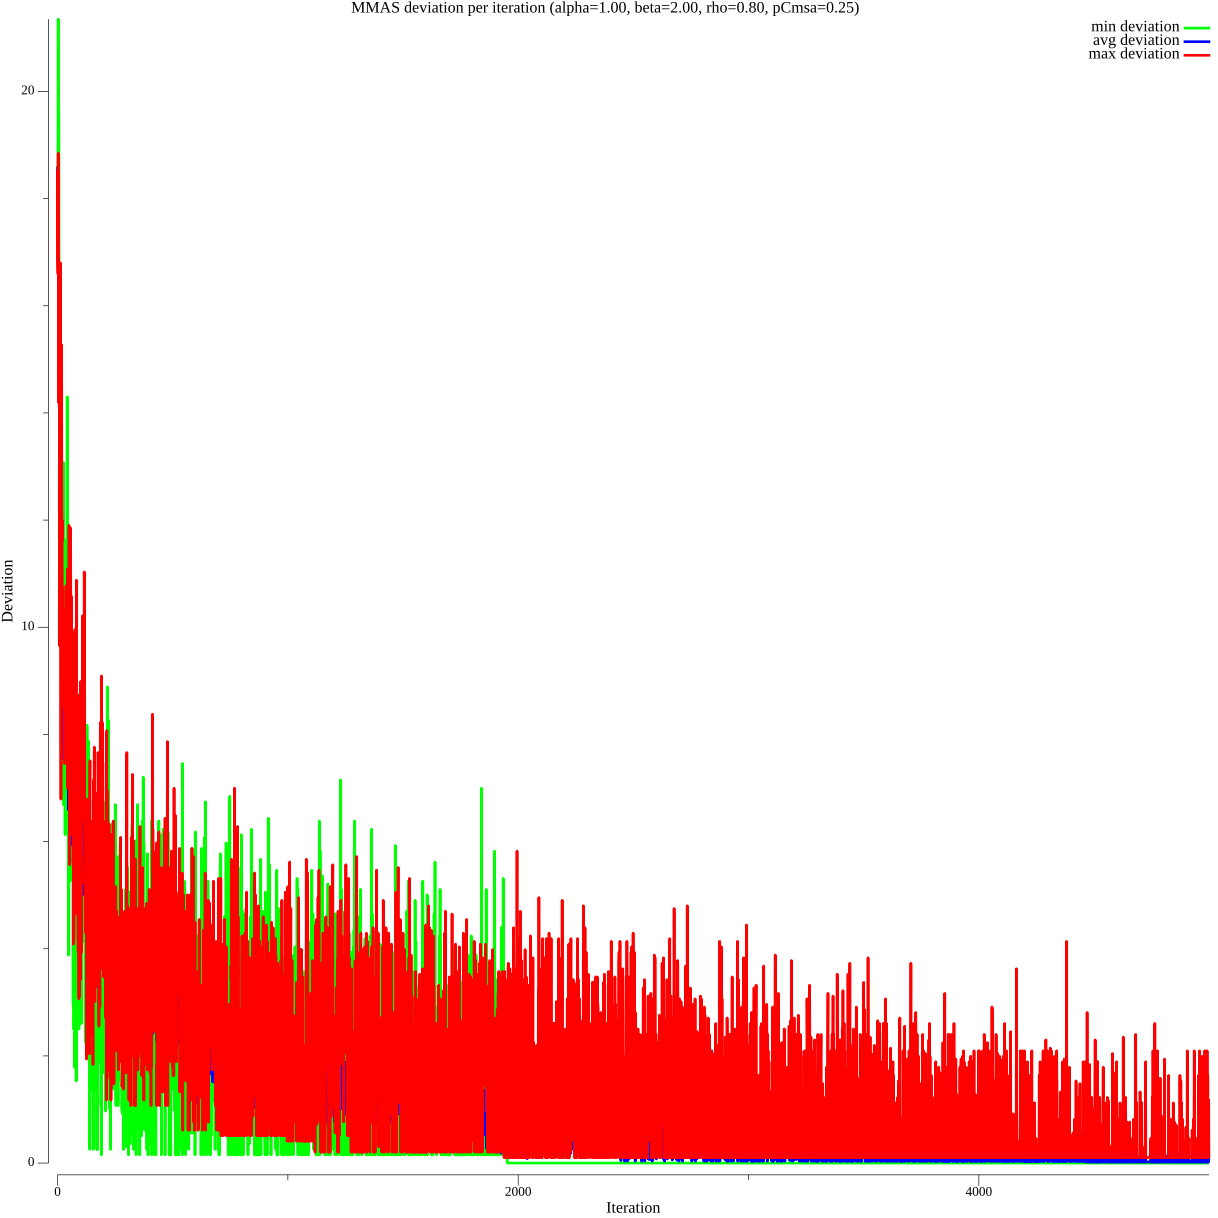 MMAS deviation per iteration (alpha=1.00, beta=2.00, rho=0.80, pCmsa=0.25)
min deviation
avg deviation
max deviation
20
10
0
Deviation
0
2000
4000
Iteration